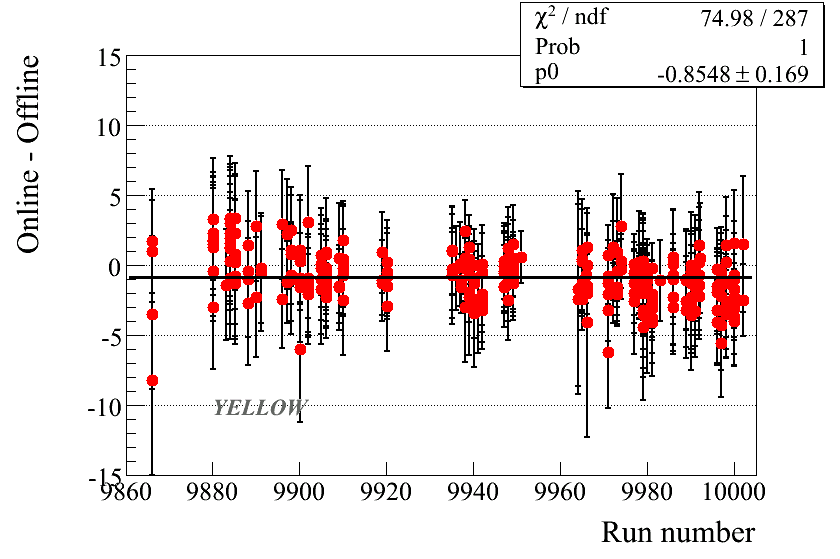 χ² / ndf 74.98 / 287
Prob 1
p0 -0.8548 ± 0.169
Online - Offline
15
10
5
0
-5
-10
-15
YELLOW
9860 9880 9900 9920 9940 9960 9980 10000
Run number